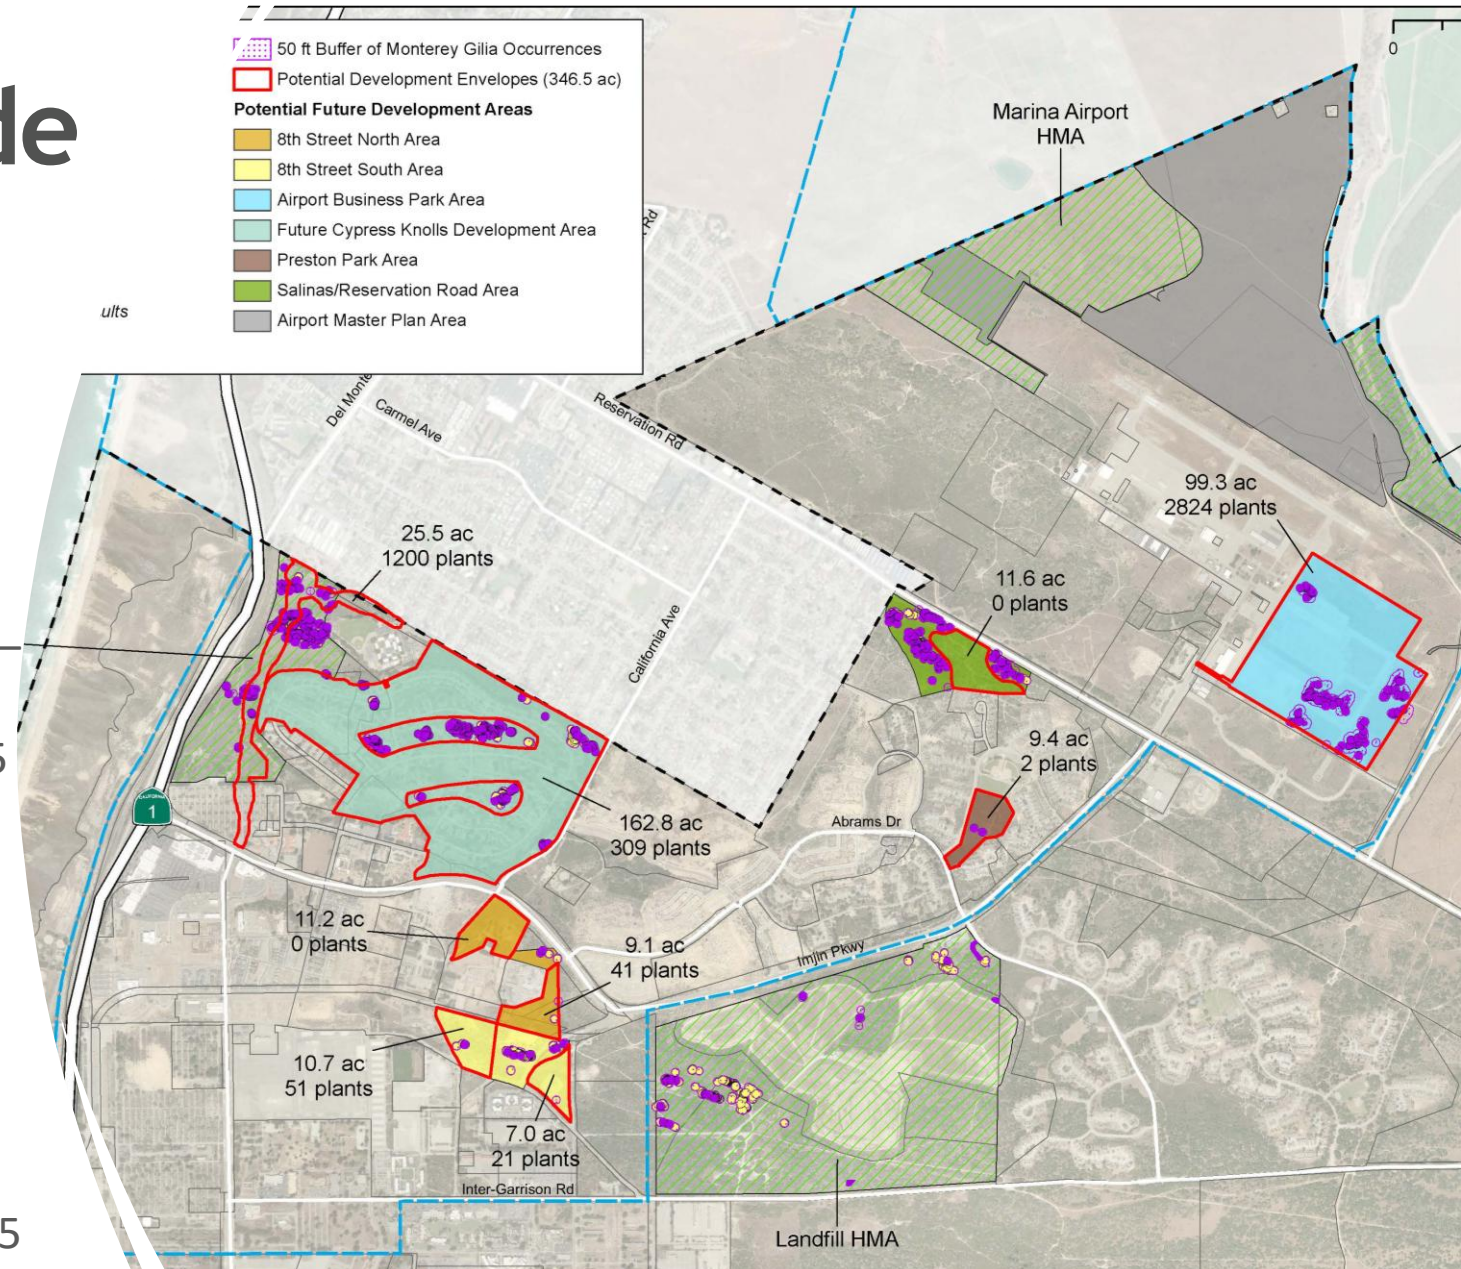 de
ults
5
5
50 ft Buffer of Monterey Gilia Occurrences
Potential Development Envelopes (346.5 ac)
Potential Future Development Areas
8th Street North Area
8th Street South Area
Airport Business Park Area
Future Cypress Knolls Development Area
Preston Park Area
Salinas/Reservation Road Area
Airport Master Plan Area
0
Marina Airport
HMA
Rd
Del Monte
Carmel Ave
Reservation Rd
California Ave
99.3 ac
2824 plants
25.5 ac
1200 plants
11.6 ac
0 plants
9.4 ac
2 plants
1
162.8 ac
309 plants
Abrams Dr
11.2 ac
0 plants
9.1 ac
41 plants
Imjin Pkwy
10.7 ac
51 plants
7.0 ac
21 plants
Inter-Garrison Rd
Landfill HMA